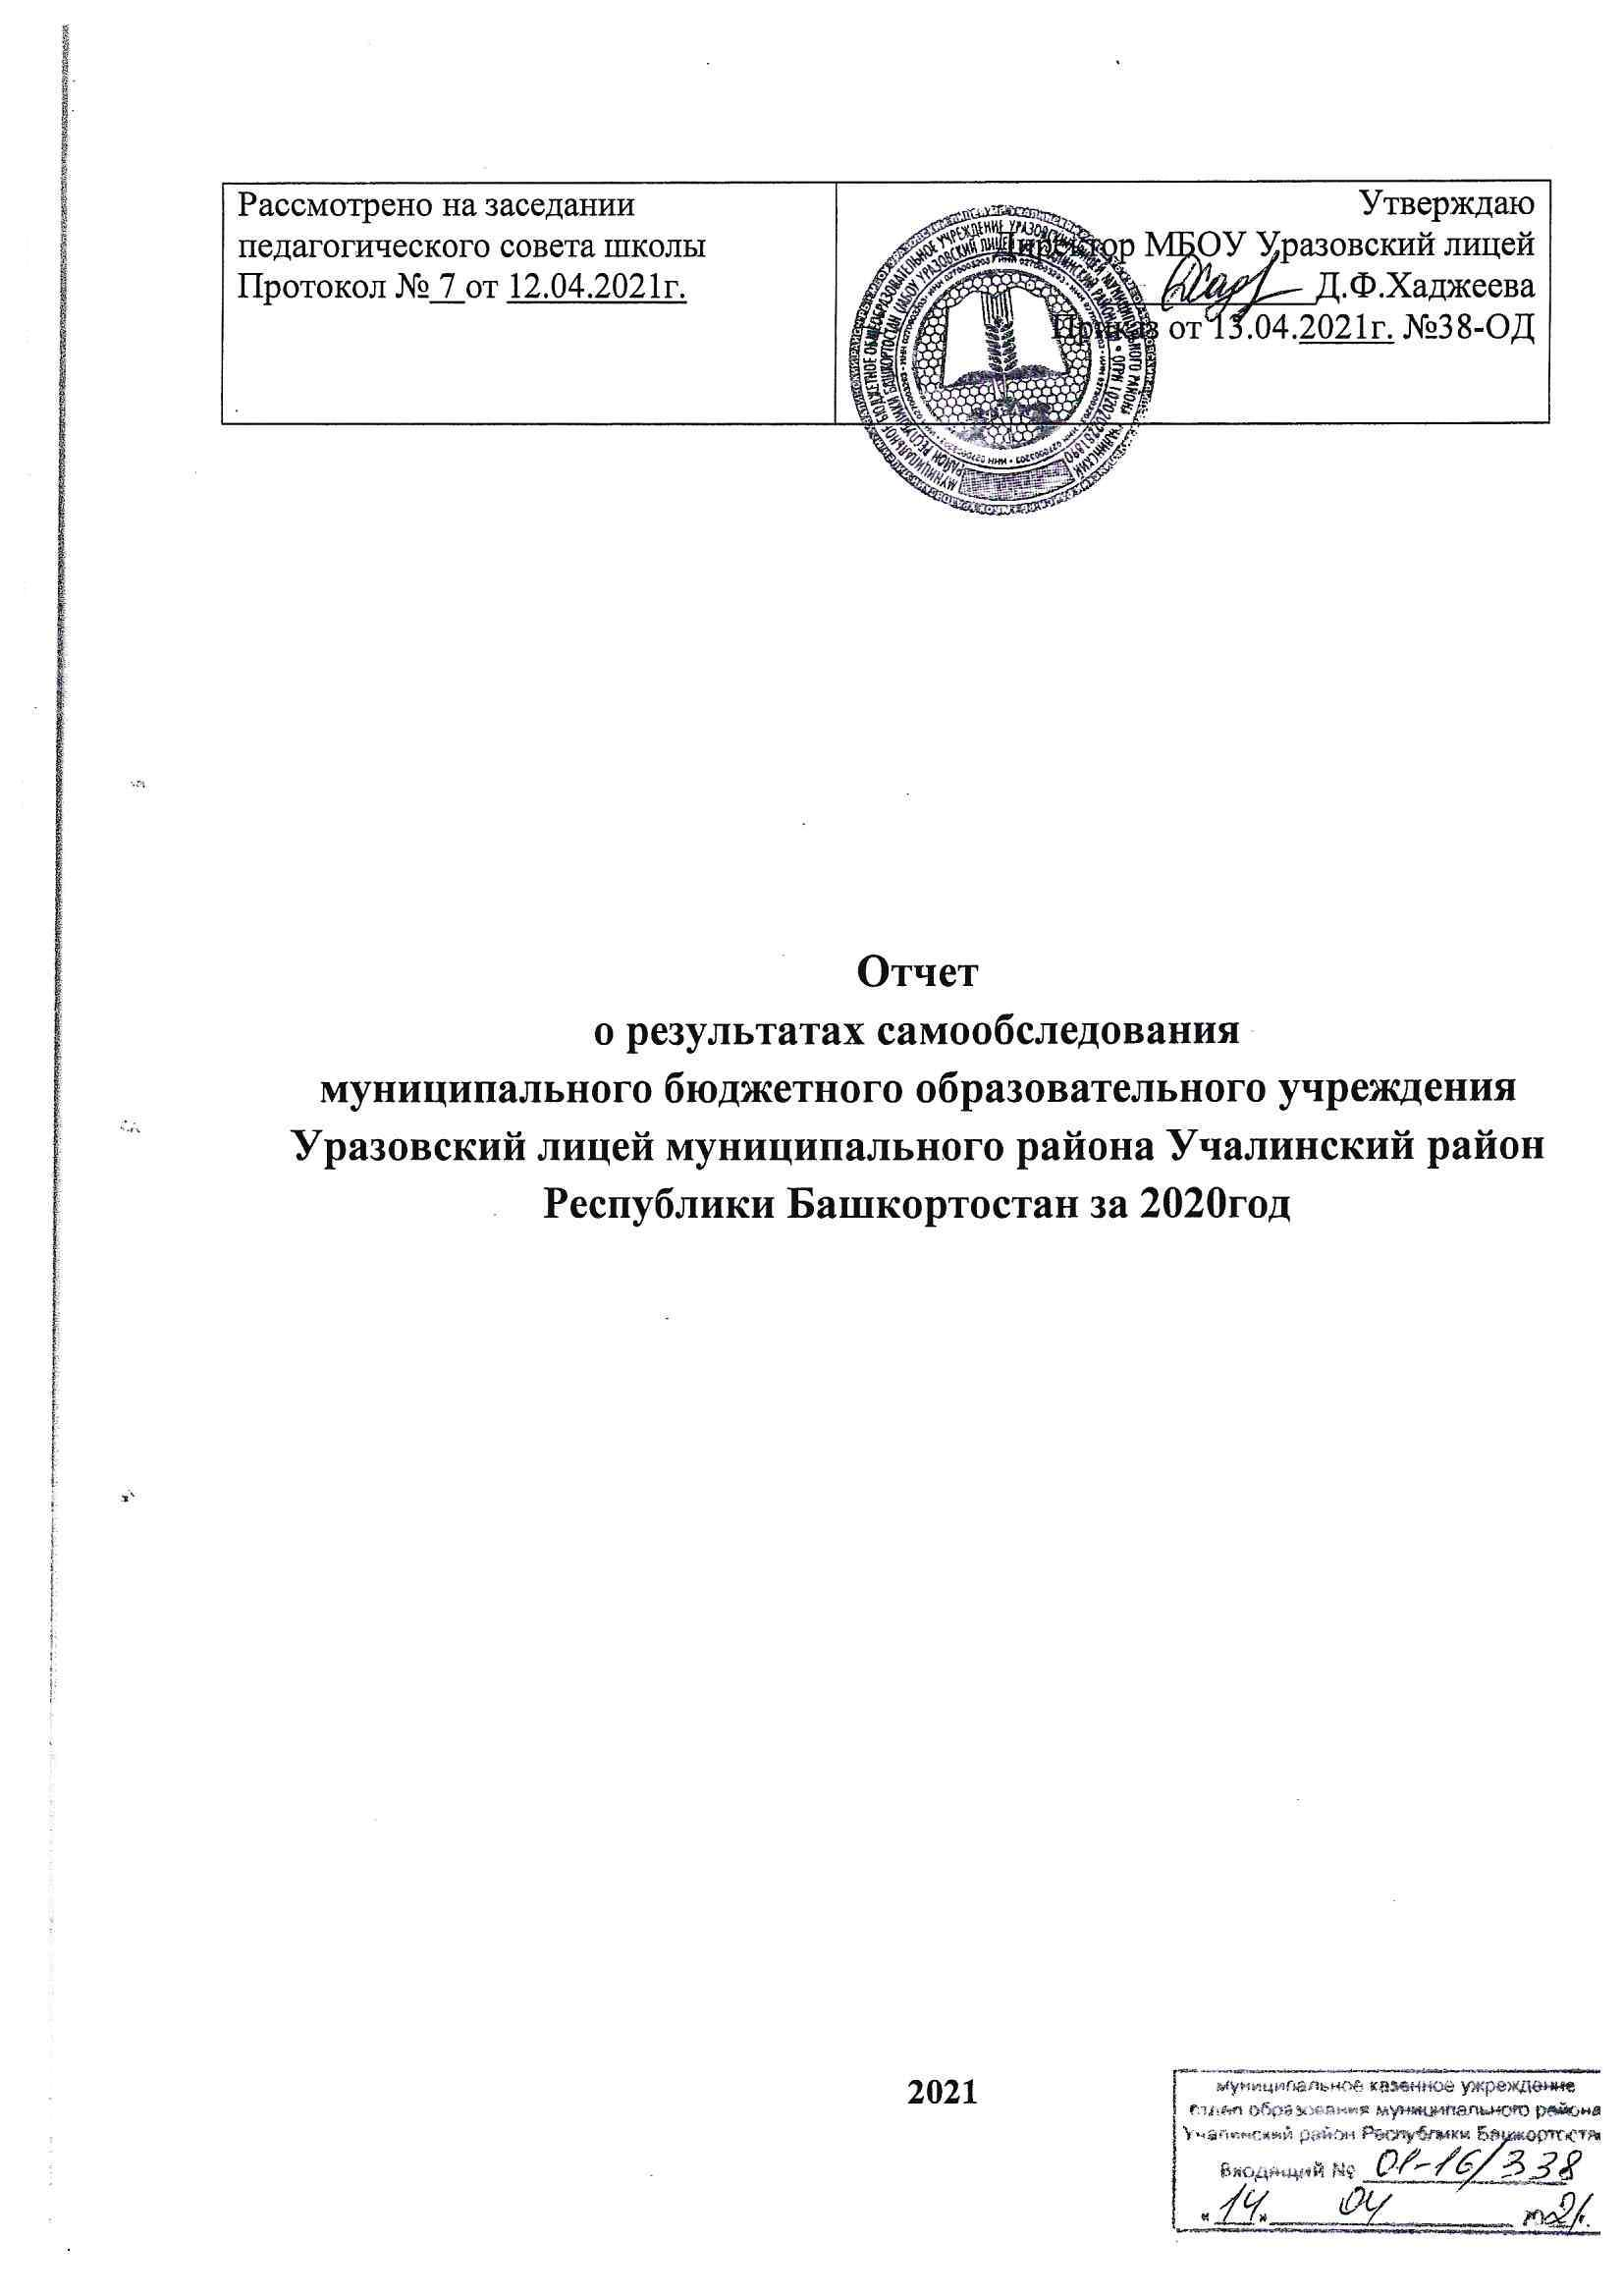 Рассмотрено на заседании
педагогического совета школы
Протокол № 7 от 12.04.2021г.
Утверждаю
Директор МБОУ Уразовский лицей
Д.Ф.Хаджеева
Приказ от 13.04.2021г. №38-ОД
Отчет
о результатах самообследования
муниципального бюджетного образовательного учреждения
Уразовский лицей муниципального района Учалинский район
Республики Башкортостан за 2020год
2021
муниципальное казенное учреждение
отдел образования муниципального района
Учалинский район Республики Башкортоста
Входящий № 01-16/338
«14» 04 21г.